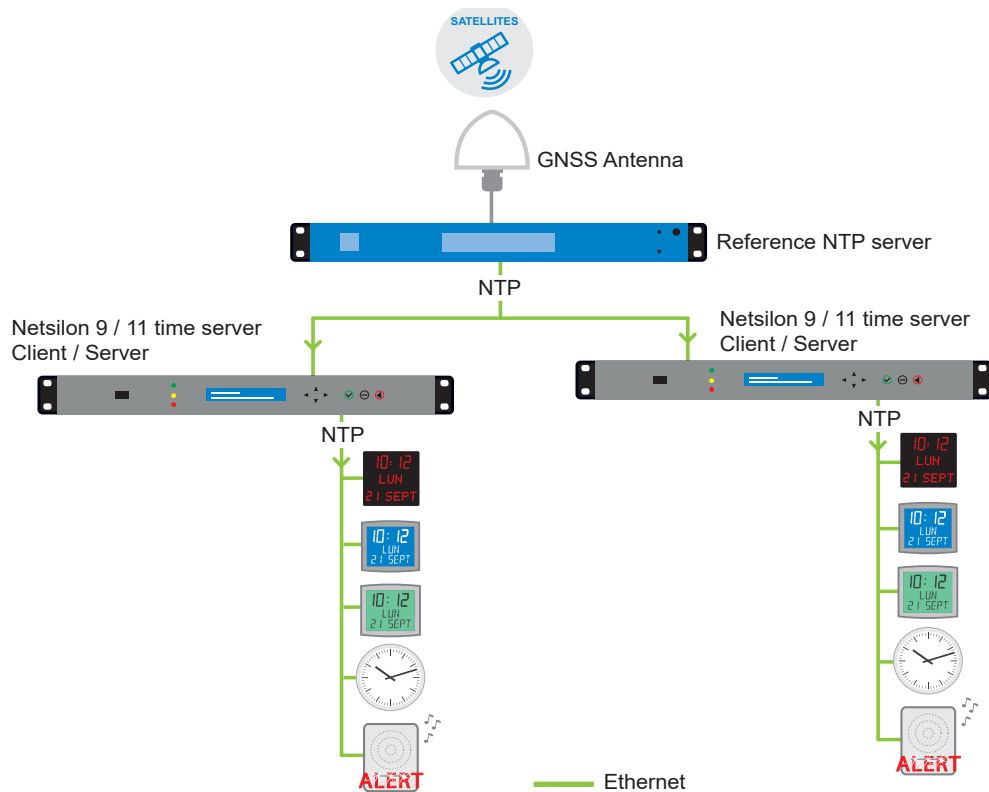 SATELLITES
GNSS Antenna
Reference NTP server
NTP
Netsilon 9 / 11 time server
Client / Server
Netsilon 9 / 11 time server
Client / Server
NTP
10:12
LUN
21 SEPT
10:12
LUN
21 SEPT
10:12
LUN
21 SEPT
ALERT
NTP
10:12
LUN
21 SEPT
10:12
LUN
21 SEPT
10:12
LUN
21 SEPT
ALERT
Ethernet